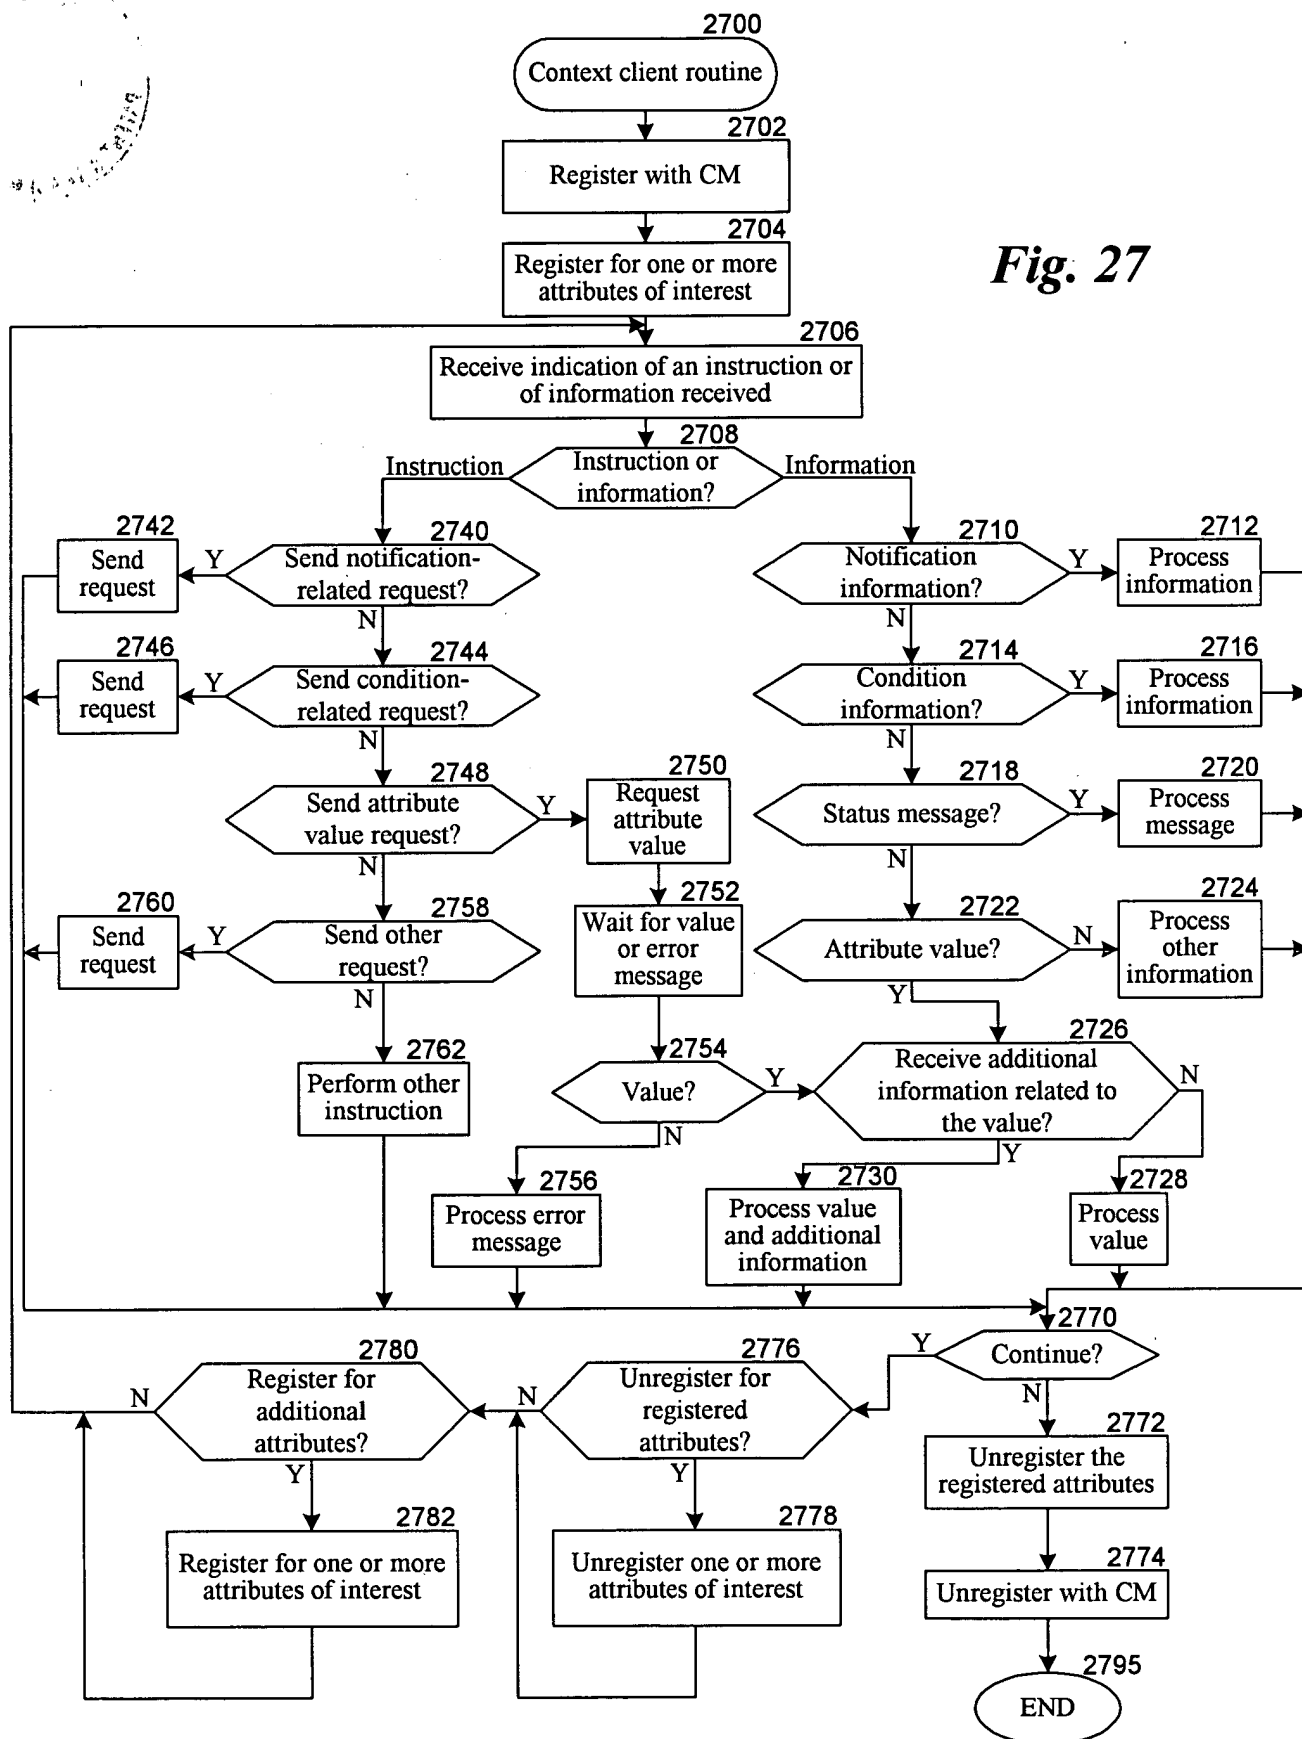 2700
Context client routine
2702
Register with CM
2704
Register for one or more
attributes of interest
Fig. 27
2706
Receive indication of an instruction or
of information received
2708
Instruction or
information?
Instruction
Information
2740
Send notification-
related request?
Y
N
2742
Send
request
2744
Send condition-
related request?
Y
N
2746
Send
request
2748
Send attribute
value request?
Y
N
2750
Request
attribute
value
2752
Wait for value
or error
message
2754
Value?
Y
N
2756
Process error
message
2758
Send other
request?
Y
N
2760
Send
request
2762
Perform other
instruction
2710
Notification
information?
Y
N
2712
Process
information
2714
Condition
information?
Y
N
2716
Process
information
2718
Status message?
Y
N
2720
Process
message
2722
Attribute value?
N
Y
2724
Process
other
information
2726
Receive additional
information related to
the value?
N
Y
2730
Process value
and additional
information
2728
Process
value
2770
Continue?
Y
N
2772
Unregister the
registered attributes
2774
Unregister with CM
2795
END
2776
Unregister for
registered
attributes?
N
Y
2778
Unregister one or more
attributes of interest
2780
Register for
additional
attributes?
N
Y
2782
Register for one or more
attributes of interest